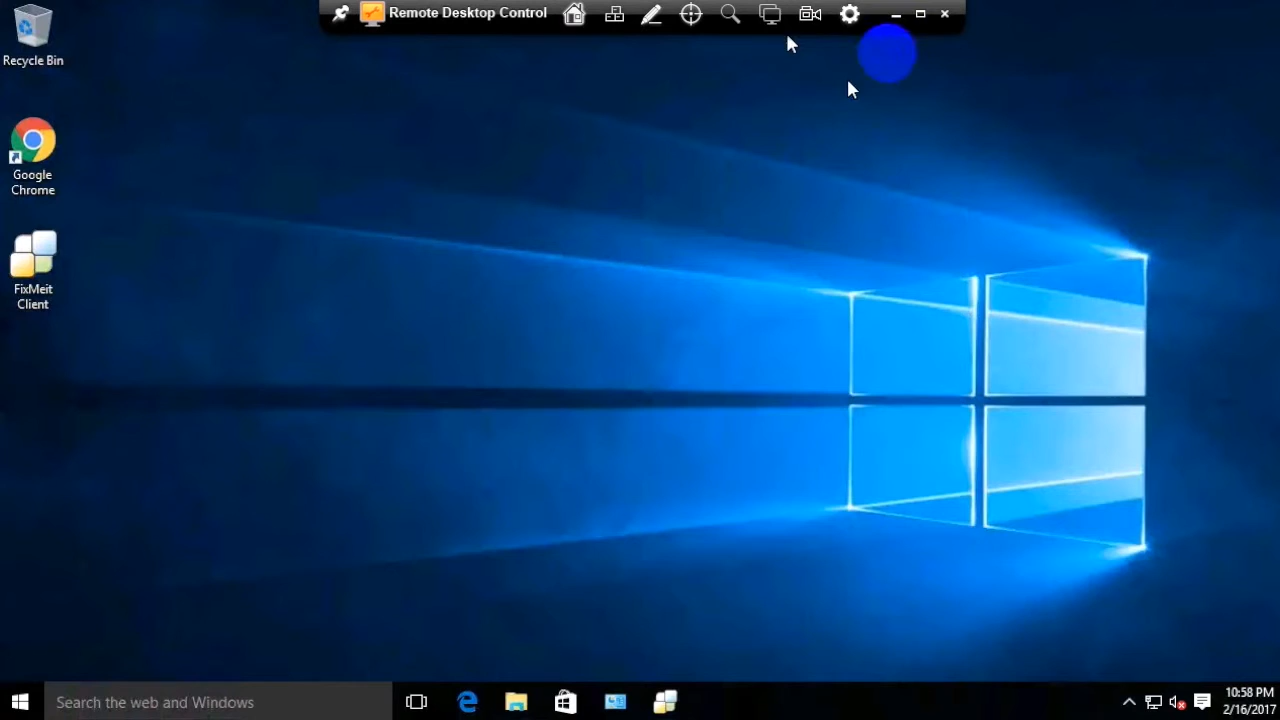 Remote Desktop Control
Recycle Bin
Google
Chrome
FixMeit
Client
Search the web and Windows
10:58 PM
2/16/2017